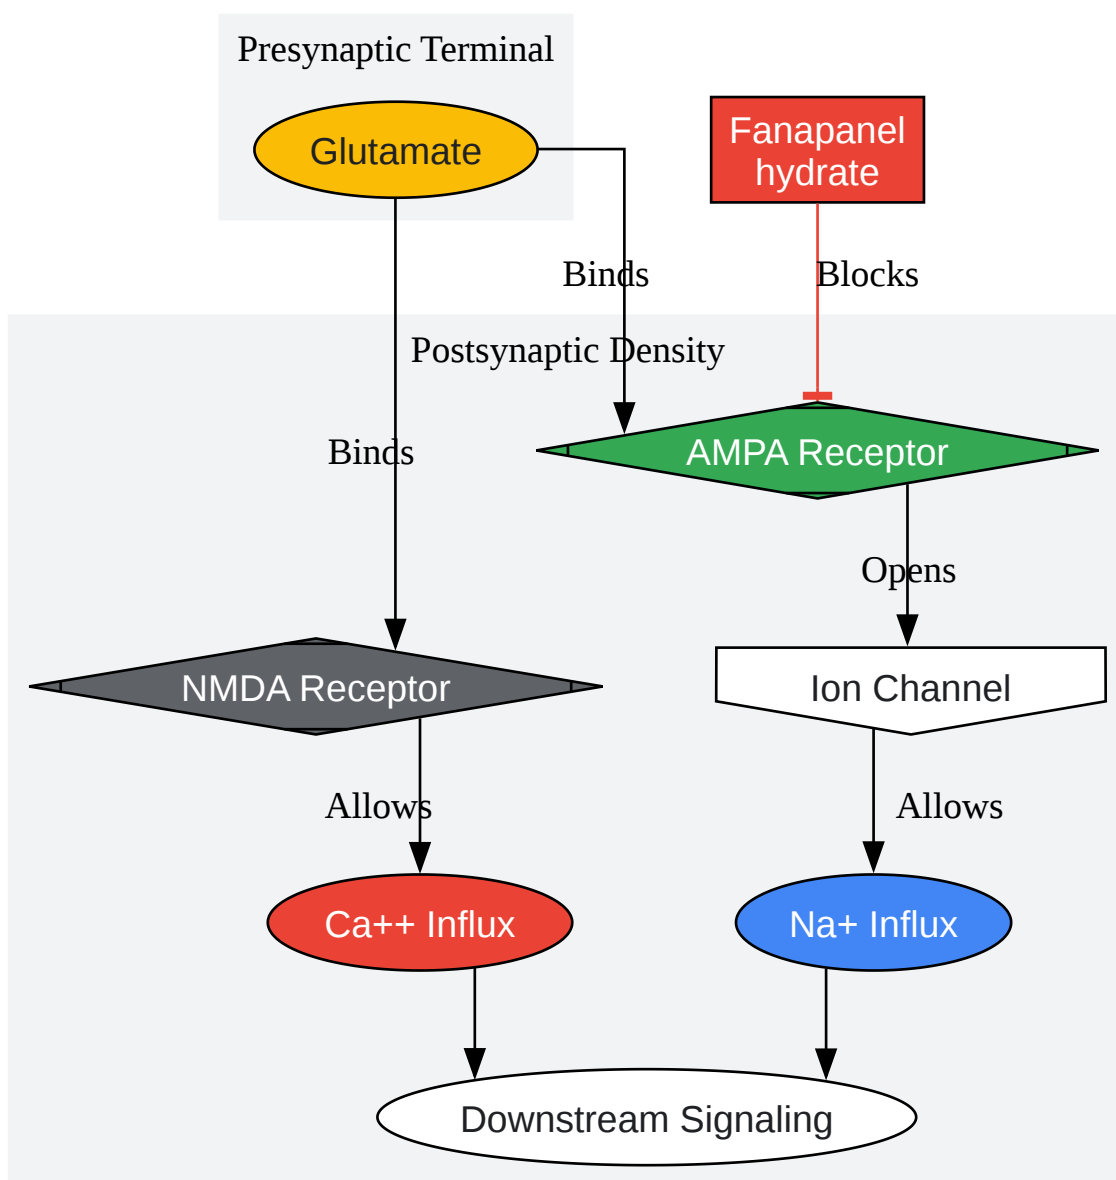 Presynaptic Terminal
Glutamate
Fanapanel
hydrate
Binds
Blocks
Postsynaptic Density
Binds
AMPA Receptor
Opens
NMDA Receptor
Ion Channel
Allows
Allows
Ca++ Influx
Na+ Influx
Downstream Signaling